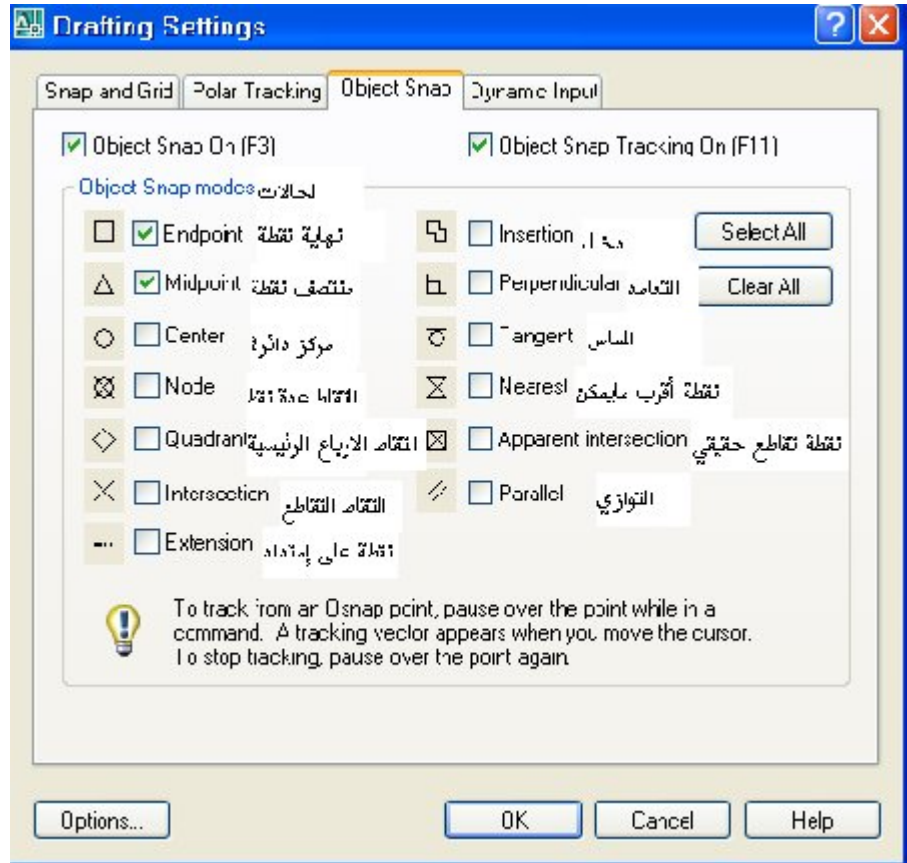 Drafting Settings
Snap and Grid Polar Tracking Object Snap Dynamic Input
Object Snap On (F3) Object Snap Tracking On (F11)
Object Snap modes لحالات
Endpoint نهاية نقطة Insertion Select All
Midpoint منتصف نقطة Perpendicular التعامد Clear All
Center مركز دائرة Tangent المماس
Node التقاط عدة نقط Nearest نقطة أقرب مايمكن
Quadrant التقاط الارباع الرئيسية Apparent intersection نقطة تقاطع حقيقي
Intersection التقاط التقاطع Parallel التوازي
Extension نقطة على إمتداد
To track from an Osnap point, pause over the point while in a
command. A tracking vector appears when you move the cursor.
To stop tracking, pause over the point again.
Options... OK Cancel Help